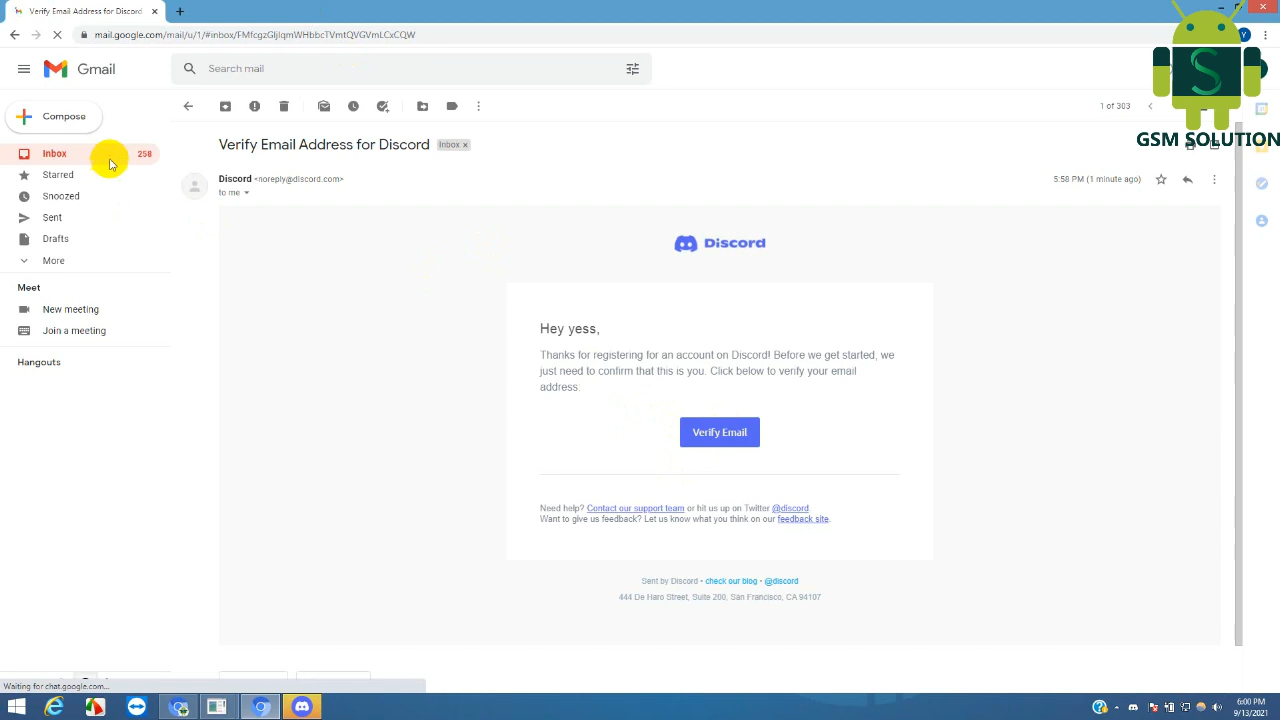 Verify Email Address for Discord
mail.google.com/mail/u/1/#inbox/FMfcgzGljlqmWHbbcTVmtQVGVmLCxCQW
Y
Gmail
Search mail
Compose
1 of 303
GSM SOLUTION
Verify Email Address for Discord
Inbox x
Inbox 258
Starred
Snoozed
Sent
Drafts
More
Meet
New meeting
Join a meeting
Hangouts
Discord <noreply@discord.com>
5:58 PM (1 minute ago)
to me
Discord
Hey yess,
Thanks for registering for an account on Discord! Before we get started, we
just need to confirm that this is you. Click below to verify your email
address:
Verify Email
Need help? Contact our support team or hit us up on Twitter @discord.
Want to give us feedback? Let us know what you think on our feedback site.
Sent by Discord • check our blog • @discord
444 De Haro Street, Suite 200, San Francisco, CA 94107
Waiting for chat.google.com...
6:00 PM
9/13/2021